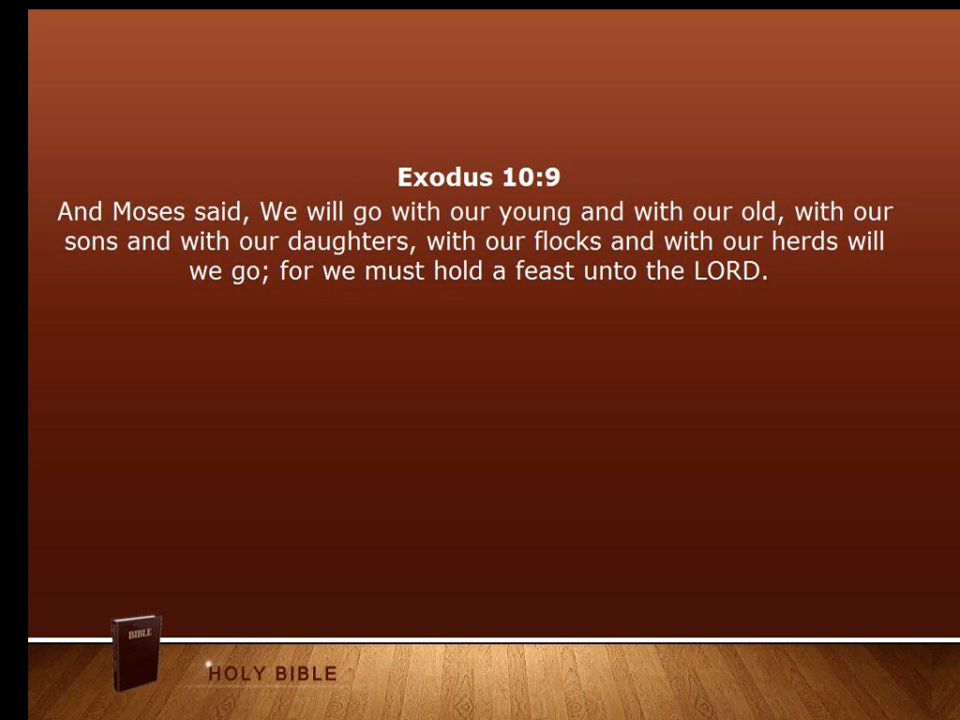 Exodus 10:9
And Moses said, We will go with our young and with our old, with our
sons and with our daughters, with our flocks and with our herds will
we go; for we must hold a feast unto the LORD.
BIBLE
HOLY BIBLE